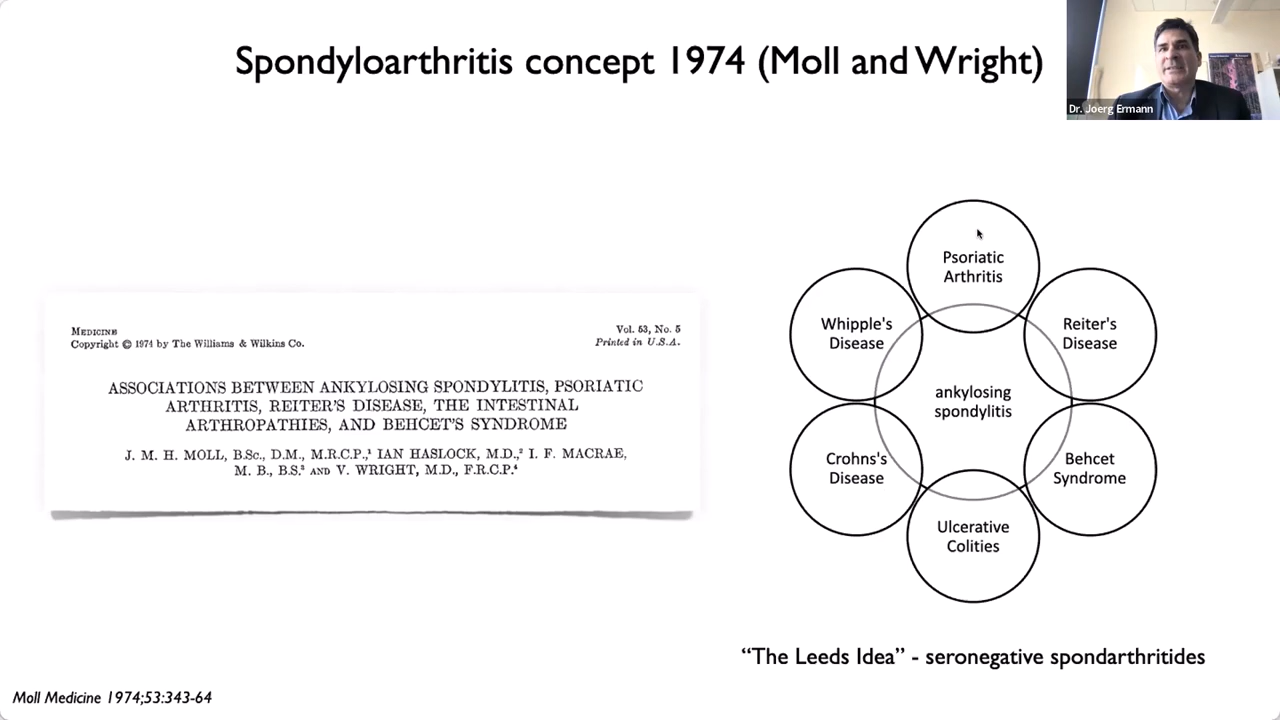 Spondyloarthritis concept 1974 (Moll and Wright)
Dr. Joerg Ermann
MEDICINE
Copyright © 1974 by The Williams & Wilkins Co.
Vol. 53, No. 5
Printed in U.S.A.
ASSOCIATIONS BETWEEN ANKYLOSING SPONDYLITIS, PSORIATIC
ARTHRITIS, REITER'S DISEASE, THE INTESTINAL
ARTHROPATHIES, AND BEHCET'S SYNDROME
J. M. H. MOLL, B.Sc., D.M., M.R.C.P.,¹ IAN HASLOCK, M.D.,² I. F. MACRAE,
M. B., B.S.³ AND V. WRIGHT, M.D., F.R.C.P.⁴
Psoriatic
Arthritis
Whipple's
Disease
Reiter's
Disease
ankylosing
spondylitis
Crohns's
Disease
Behcet
Syndrome
Ulcerative
Colities
“The Leeds Idea” - seronegative spondarthritides
Moll Medicine 1974;53:343-64